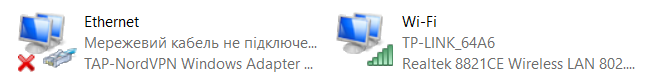 Ethernet
Мережевий кабель не підключе...
TAP-NordVPN Windows Adapter ...
Wi-Fi
TP-LINK_64A6
Realtek 8821CE Wireless LAN 802....